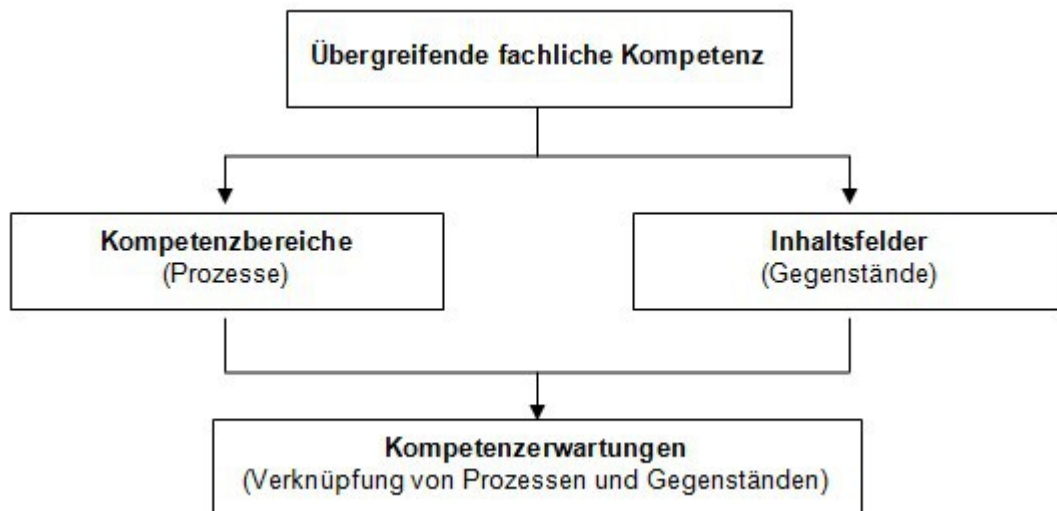 Übergreifende fachliche Kompetenz
Kompetenzbereiche
(Prozesse)
Inhaltsfelder
(Gegenstände)
Kompetenzerwartungen
(Verknüpfung von Prozessen und Gegenständen)